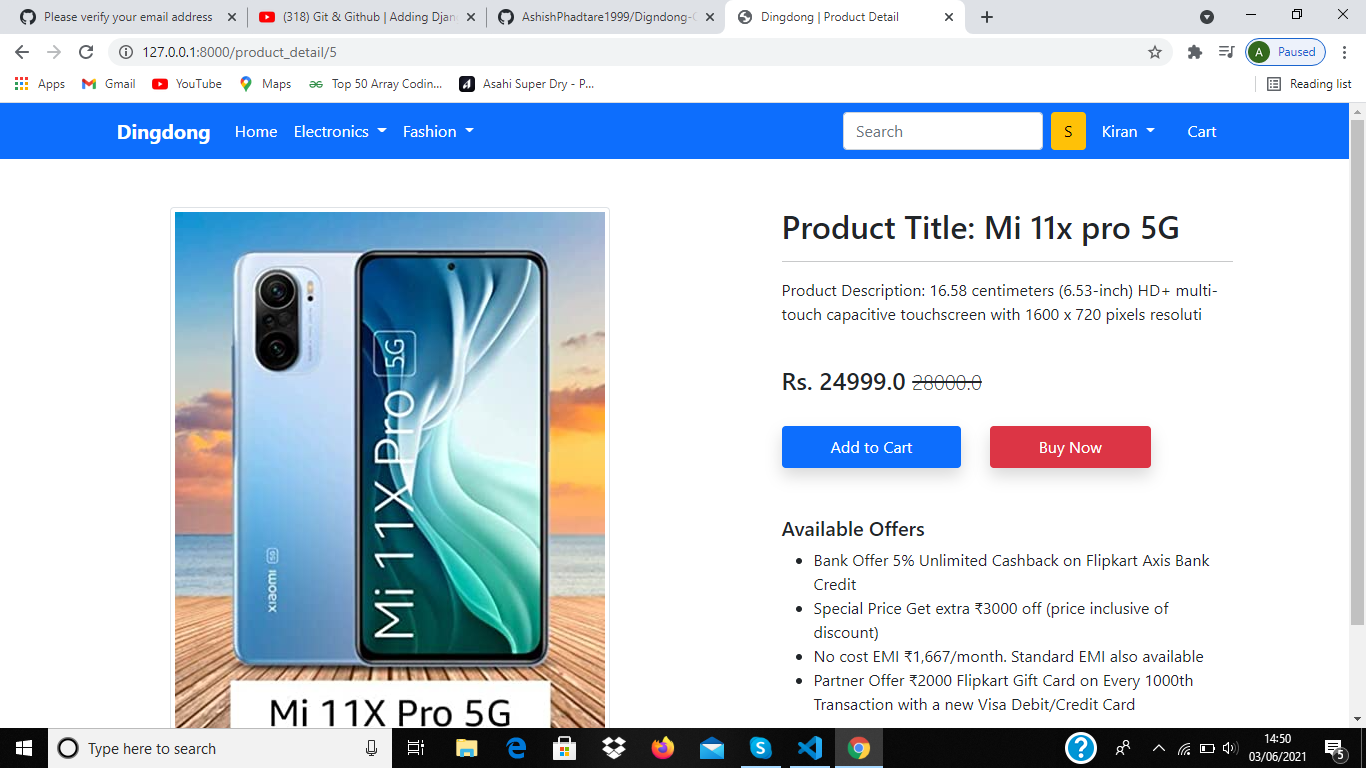 Please verify your email address
(318) Git & Github | Adding Djan
AshishPhadtare1999/Digndong-
Dingdong | Product Detail
127.0.0.1:8000/product_detail/5
A Paused
Apps Gmail YouTube Maps Top 50 Array Codin... Asahi Super Dry - P... Reading list
Dingdong Home Electronics Fashion Search S Kiran Cart
Product Title: Mi 11x pro 5G
Product Description: 16.58 centimeters (6.53-inch) HD+ multi-
touch capacitive touchscreen with 1600 x 720 pixels resoluti
Rs. 24999.0 28000.0
Add to Cart Buy Now
Available Offers
Bank Offer 5% Unlimited Cashback on Flipkart Axis Bank
Credit
Special Price Get extra ₹3000 off (price inclusive of
discount)
No cost EMI ₹1,667/month. Standard EMI also available
Partner Offer ₹2000 Flipkart Gift Card on Every 1000th
Transaction with a new Visa Debit/Credit Card
xiaomi 5G
Mi 11X Pro 5G
Mi 11X Pro 5G
Type here to search
14:50
03/06/2021
5